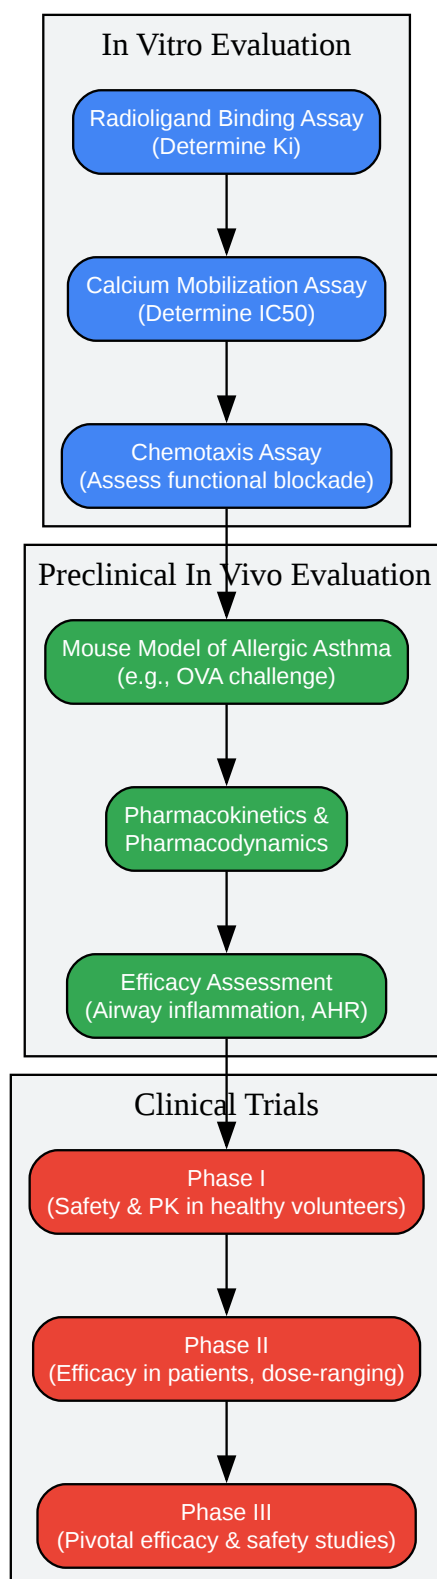 In Vitro Evaluation
Radioligand Binding Assay
(Determine Ki)
Calcium Mobilization Assay
(Determine IC50)
Chemotaxis Assay
(Assess functional blockade)
Preclinical In Vivo Evaluation
Mouse Model of Allergic Asthma
(e.g., OVA challenge)
Pharmacokinetics &
Pharmacodynamics
Efficacy Assessment
(Airway inflammation, AHR)
Clinical Trials
Phase I
(Safety & PK in healthy volunteers)
Phase II
(Efficacy in patients, dose-ranging)
Phase III
(Pivotal efficacy & safety studies)